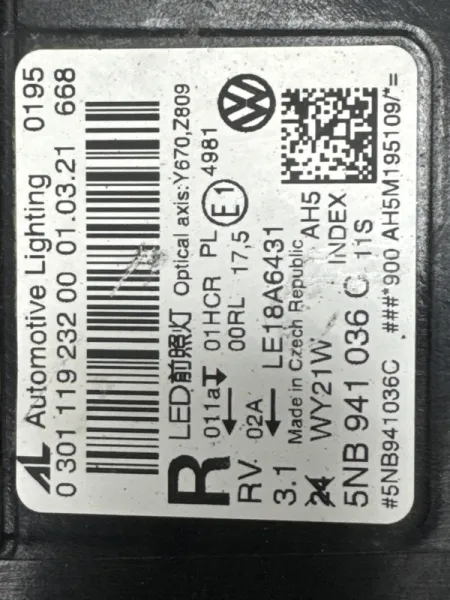 AL Automotive Lighting 0195
0 301 119 232 00 01.03.21 668
R LED前照灯 Optical axis:Y670,Z809
011a 01HCR PL E1 4981
RV 02A 00RL 17,5
3.1 LE18A6431
Made in Czech Republic AH5
24 WY21W INDEX
5NB 941 036 C 11S
#5NB941036C ###*900 AH5M195109/*=